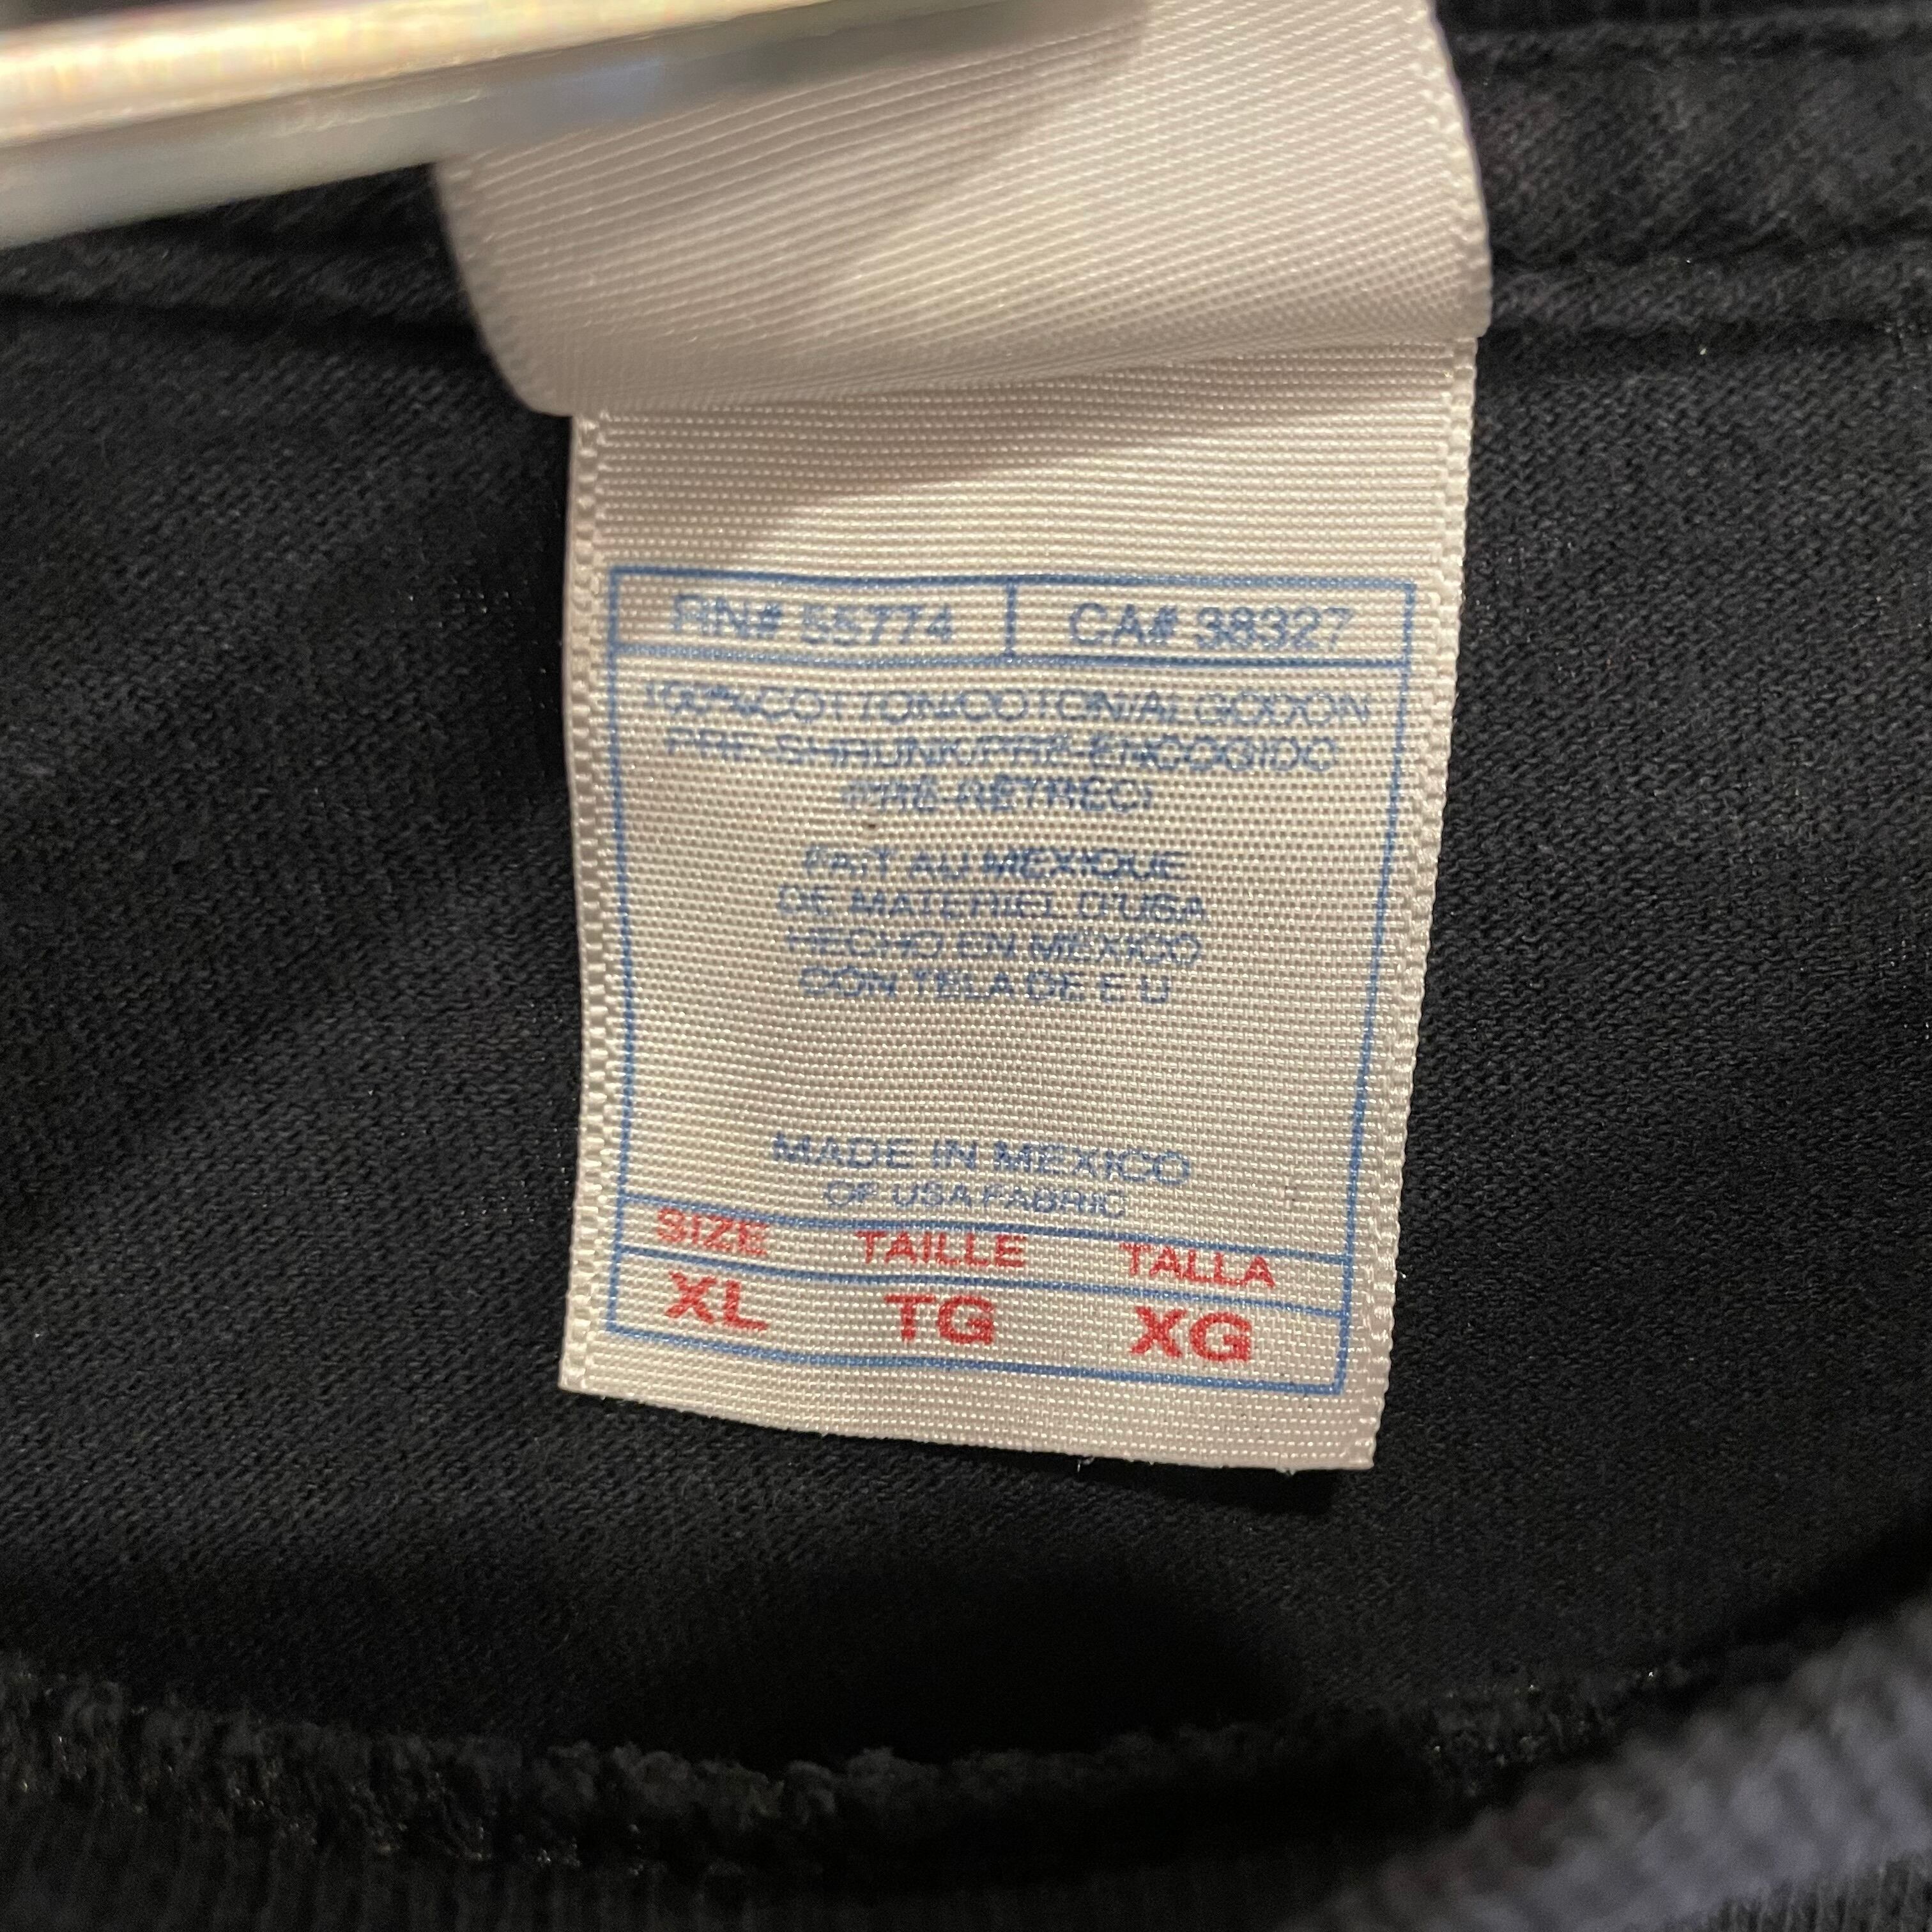 RN# 55774 CA# 38327
100% COTTON/COTON/ALGODON
PRE-SHRUNK/PRE-ENCOGIDO
PRÉ-RÉTRÉCI
FAIT AU MEXIQUE
DE MATERIEL D'USA
HECHO EN MEXICO
CON TELA DE E U
MADE IN MEXICO
OF USA FABRIC
SIZE TAILLE TALLA
XL TG XG